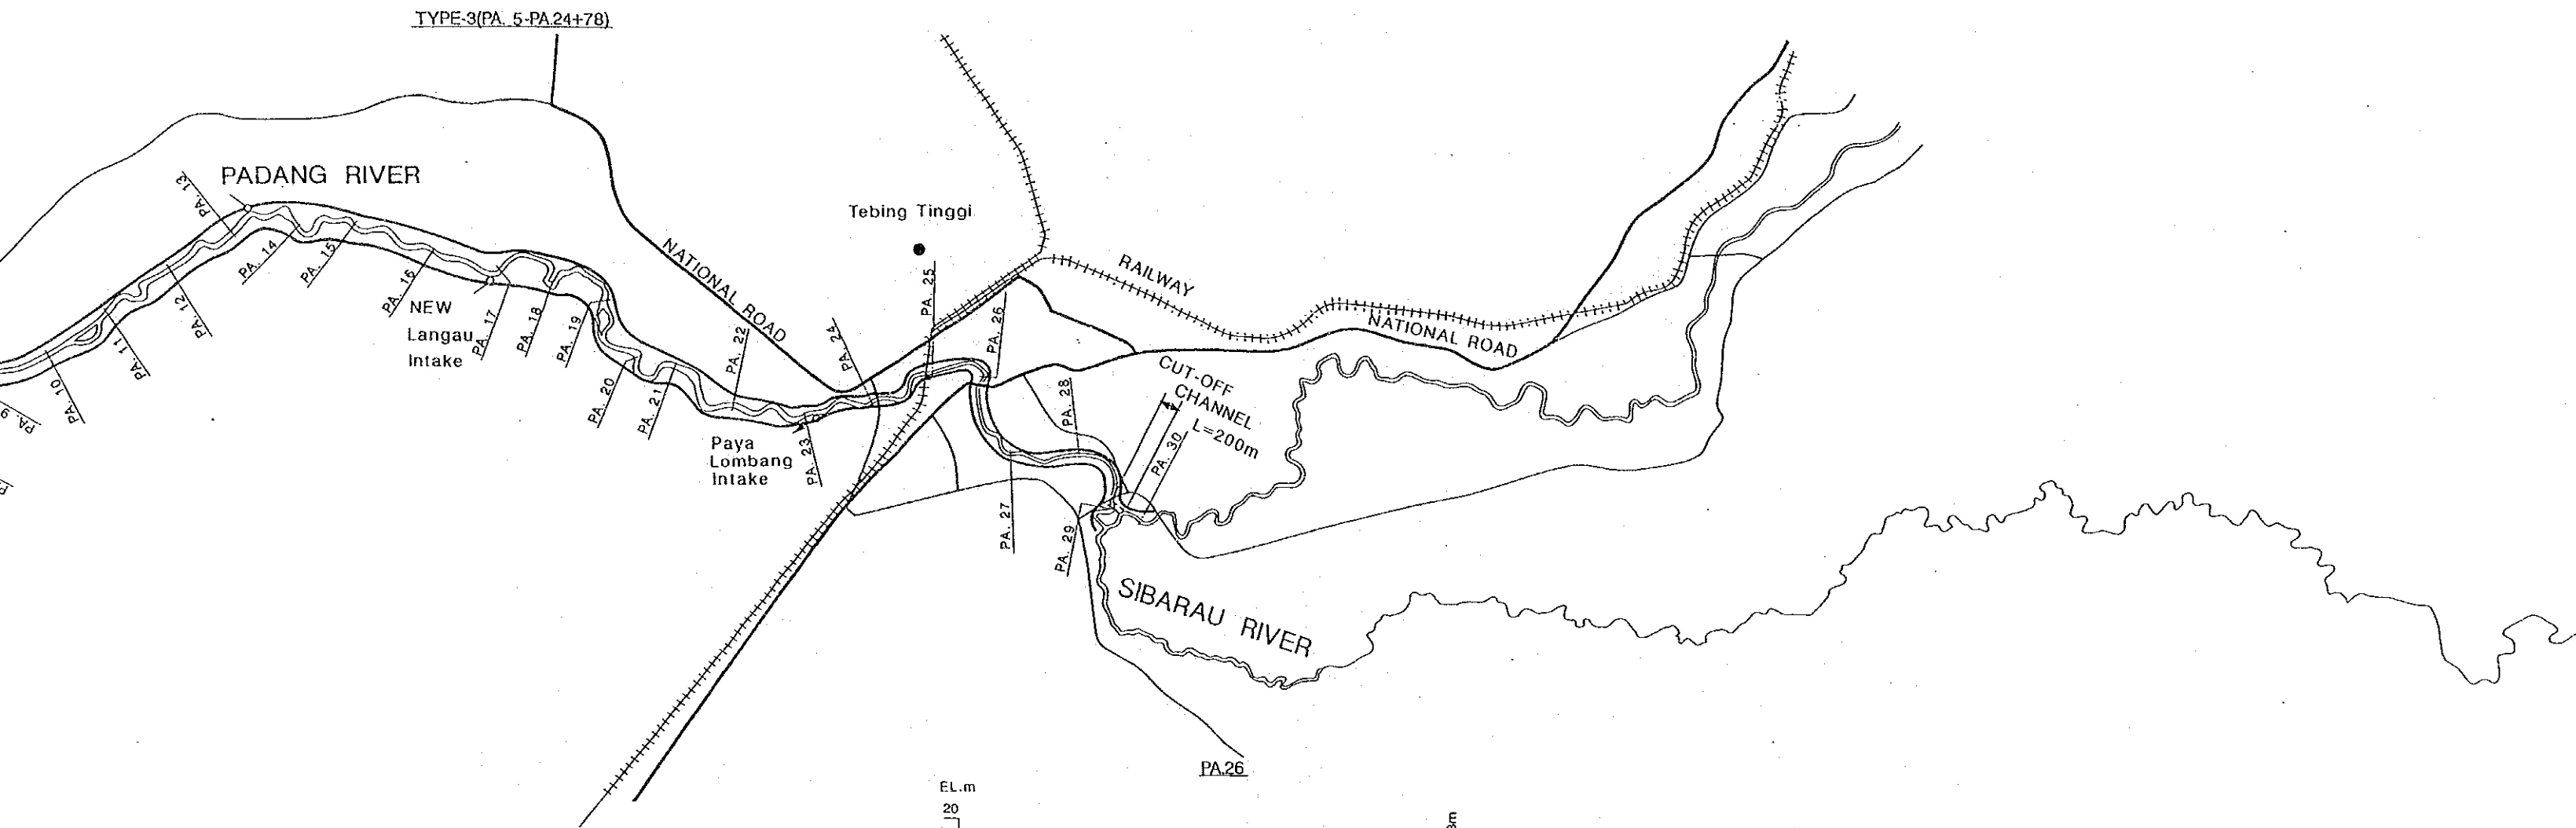 TYPE-3(PA. 5-PA.24+78)
PADANG RIVER
PA. 13
Tebing Tinggi
NATIONAL ROAD
RAILWAY
NATIONAL ROAD
PA. 14
PA. 15
PA. 16
NEW
Langau
Intake
PA. 17
PA. 18
PA. 19
PA. 12
PA. 11
PA. 10
PA. 9
PA. 20
PA. 21
PA. 22
PA. 24
PA. 25
PA. 26
PA. 28
CUT-OFF
CHANNEL
L=200m
PA. 30
Paya
Lombang
Intake
PA. 23
PA. 27
PA. 29
SIBARAU RIVER
PA.26
EL.m
20